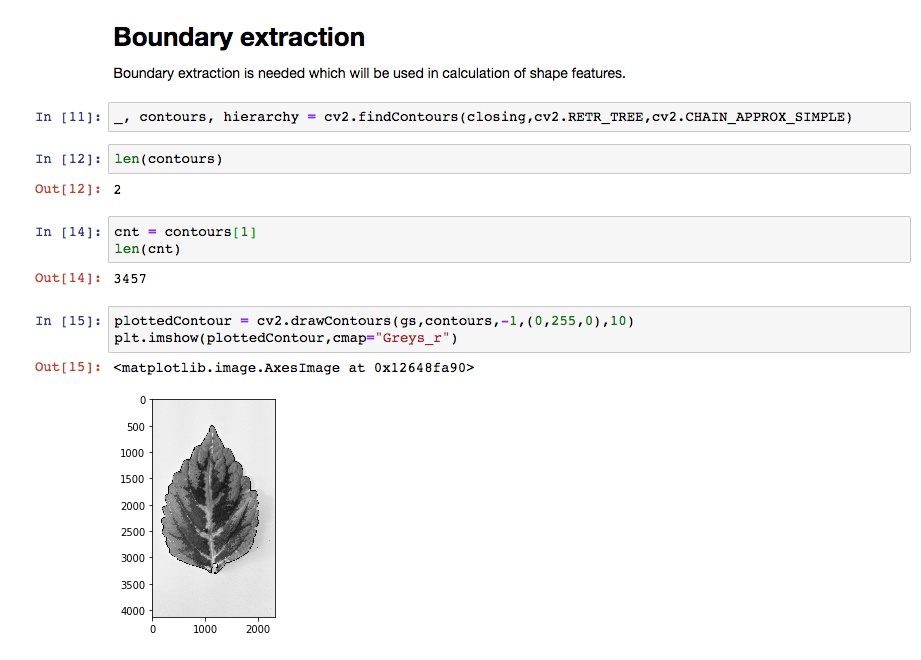 Boundary extraction
Boundary extraction is needed which will be used in calculation of shape features.
In [11]: _, contours, hierarchy = cv2.findContours(closing,cv2.RETR_TREE,cv2.CHAIN_APPROX_SIMPLE)
In [12]: len(contours)
Out[12]: 2
In [14]: cnt = contours[1]
len(cnt)
Out[14]: 3457
In [15]: plottedContour = cv2.drawContours(gs,contours,-1,(0,255,0),10)
plt.imshow(plottedContour,cmap="Greys_r")
Out[15]: <matplotlib.image.AxesImage at 0x12648fa90>
0
500
1000
1500
2000
2500
3000
3500
4000
0 1000 2000